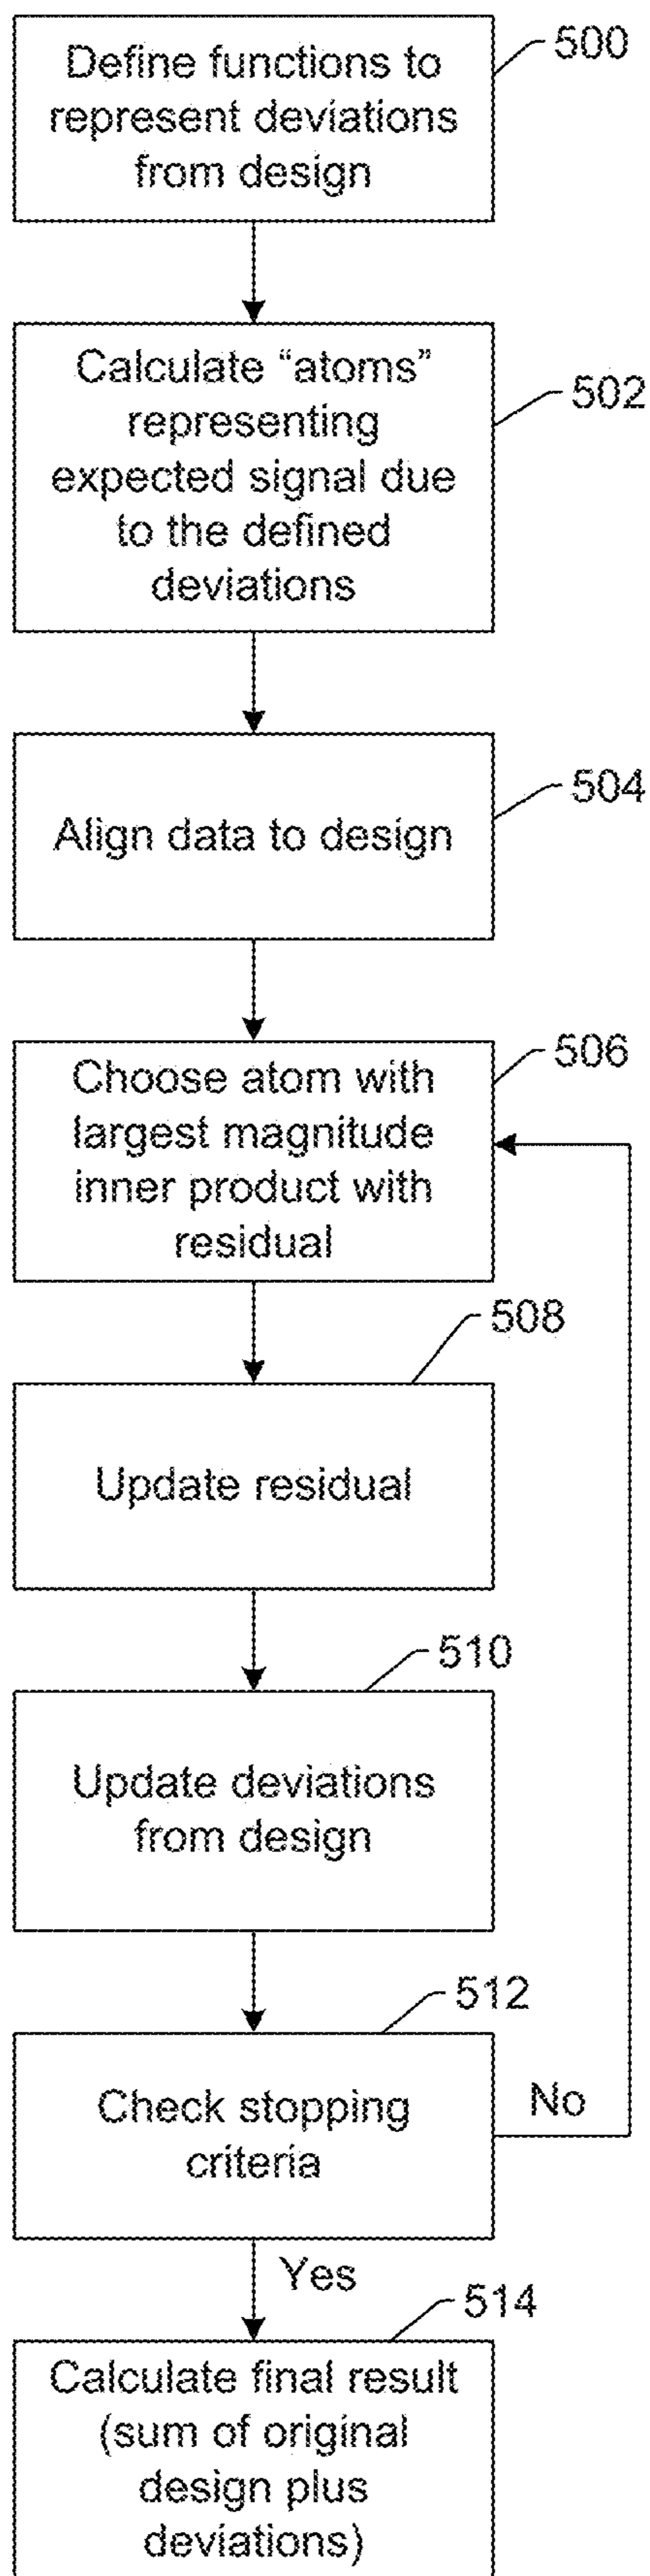 Define functions to
represent deviations
from design
500
Calculate “atoms”
representing
expected signal due
to the defined
deviations
502
Align data to design
504
Choose atom with
largest magnitude
inner product with
residual
506
Update residual
508
Update deviations
from design
510
Check stopping
criteria
512
No
Yes
Calculate final result
(sum of original
design plus
deviations)
514